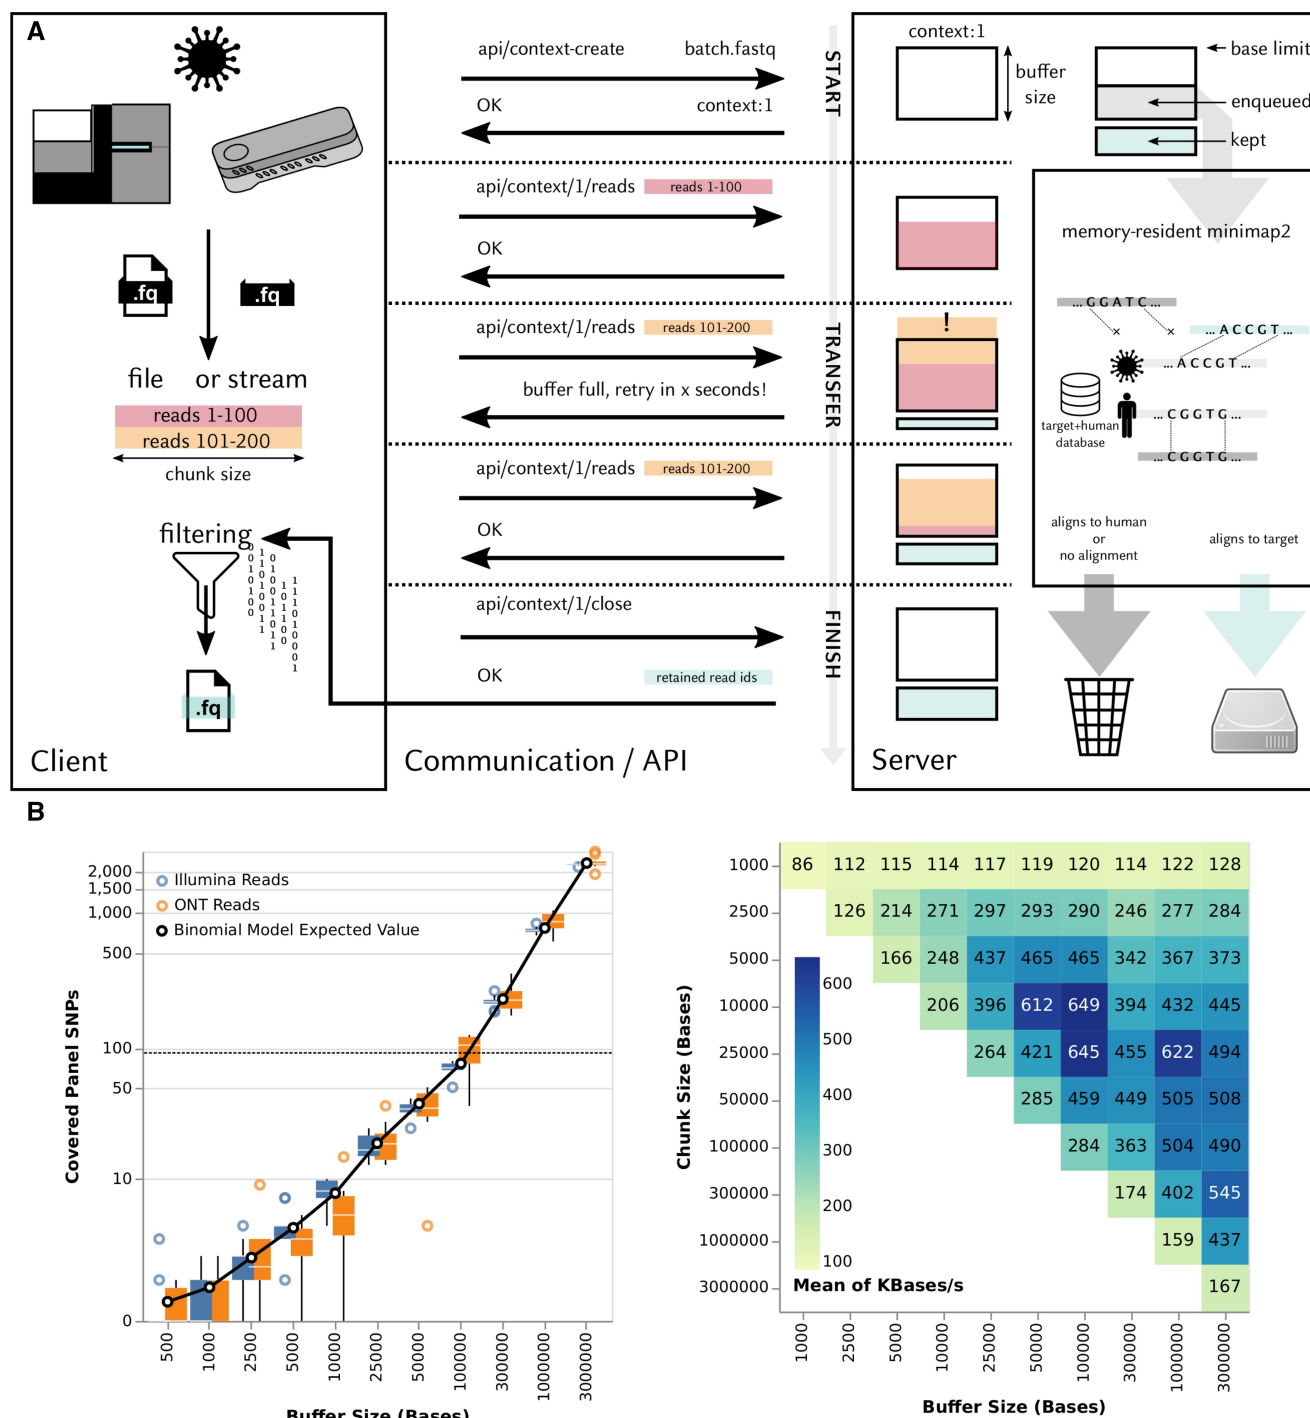 A
api/context-create batch.fastq
OK context:1
api/context/1/reads reads 1-100
OK
api/context/1/reads reads 101-200
buffer full, retry in x seconds!
api/context/1/reads reads 101-200
OK
api/context/1/close
OK retained read ids
START
TRANSFER
FINISH
.fq .fq
file or stream
reads 1-100
reads 101-200
chunk size
filtering
.fq
Client
Communication / API
Server
context:1
buffer
size
base limit
enqueued
kept
!
memory-resident minimap2
... G G A T C ...
... A C C G T ...
... A C C G T ...
... C G G T G ...
... C G G T G ...
target+human
database
aligns to human
or
no alignment
aligns to target
B
Illumina Reads
ONT Reads
Binomial Model Expected Value
Covered Panel SNPs
2,000
1,500
1,000
500
100
50
10
0
500 1000 2500 5000 10000 25000 50000 100000 300000 1000000 3000000
Buffer Size (Bases)
Chunk Size (Bases)
1000 86 112 115 114 117 119 120 114 122 128
2500 126 214 271 297 293 290 246 277 284
5000 166 248 437 465 465 342 367 373
10000 206 396 612 649 394 432 445
25000 264 421 645 455 622 494
50000 285 459 449 505 508
100000 284 363 504 490
300000 174 402 545
1000000 159 437
3000000 167
600
500
400
300
200
100
Mean of KBases/s
1000 2500 5000 10000 25000 50000 100000 300000 1000000 3000000
Buffer Size (Bases)